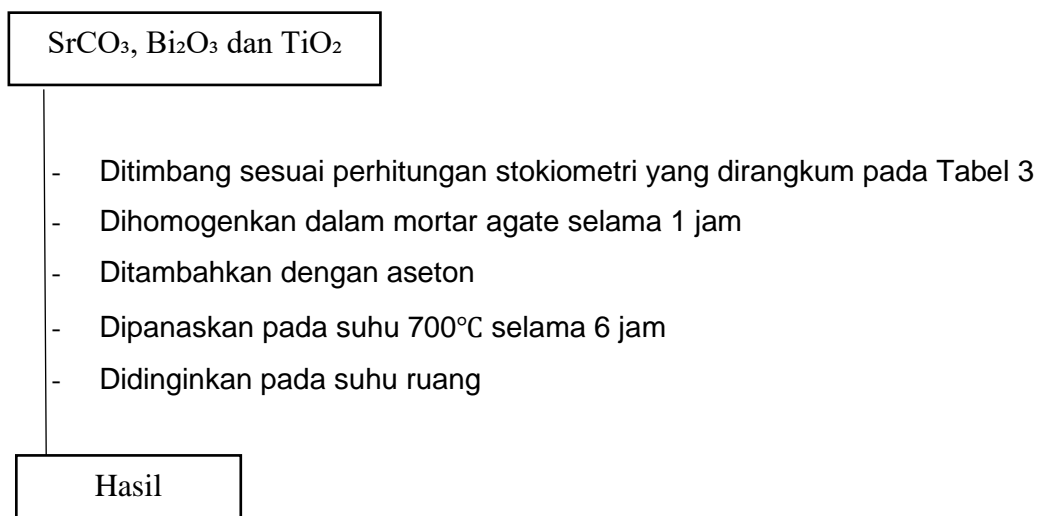 SrCO₃, Bi₂O₃ dan TiO₂
- Ditimbang sesuai perhitungan stokiometri yang dirangkum pada Tabel 3
- Dihomogenkan dalam mortar agate selama 1 jam
- Ditambahkan dengan aseton
- Dipanaskan pada suhu 700℃ selama 6 jam
- Didinginkan pada suhu ruang
Hasil